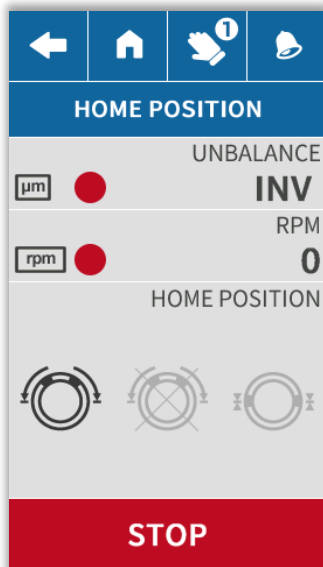 1
HOME POSITION
UNBALANCE
µm
INV
RPM
rpm
0
HOME POSITION
STOP